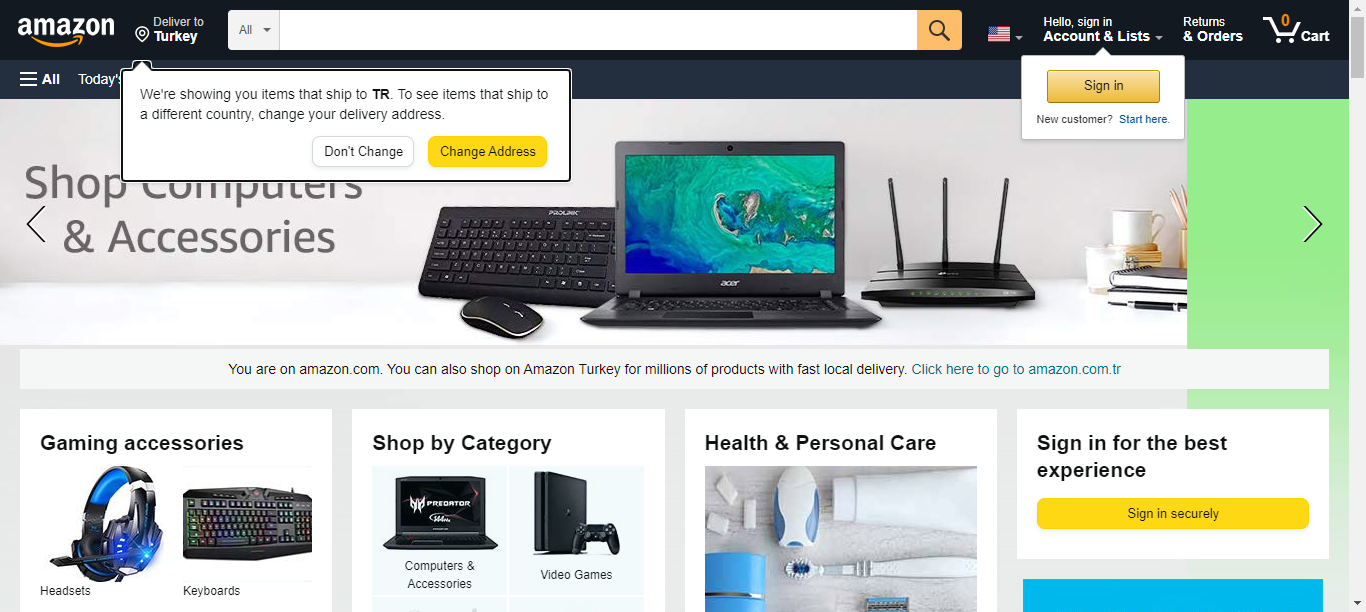 amazon
Deliver to
Turkey
All
Hello, sign in
Account & Lists
Returns
& Orders
0
Cart
All
Today's
Sign in
New customer? Start here.
We're showing you items that ship to TR. To see items that ship to
a different country, change your delivery address.
Don't Change
Change Address
Shop Computers
& Accessories
PROLINK
acer
You are on amazon.com. You can also shop on Amazon Turkey for millions of products with fast local delivery. Click here to go to amazon.com.tr
Gaming accessories
Headsets
Keyboards
Shop by Category
PREDATOR
Computers &
Accessories
Video Games
Health & Personal Care
Sign in for the best
experience
Sign in securely